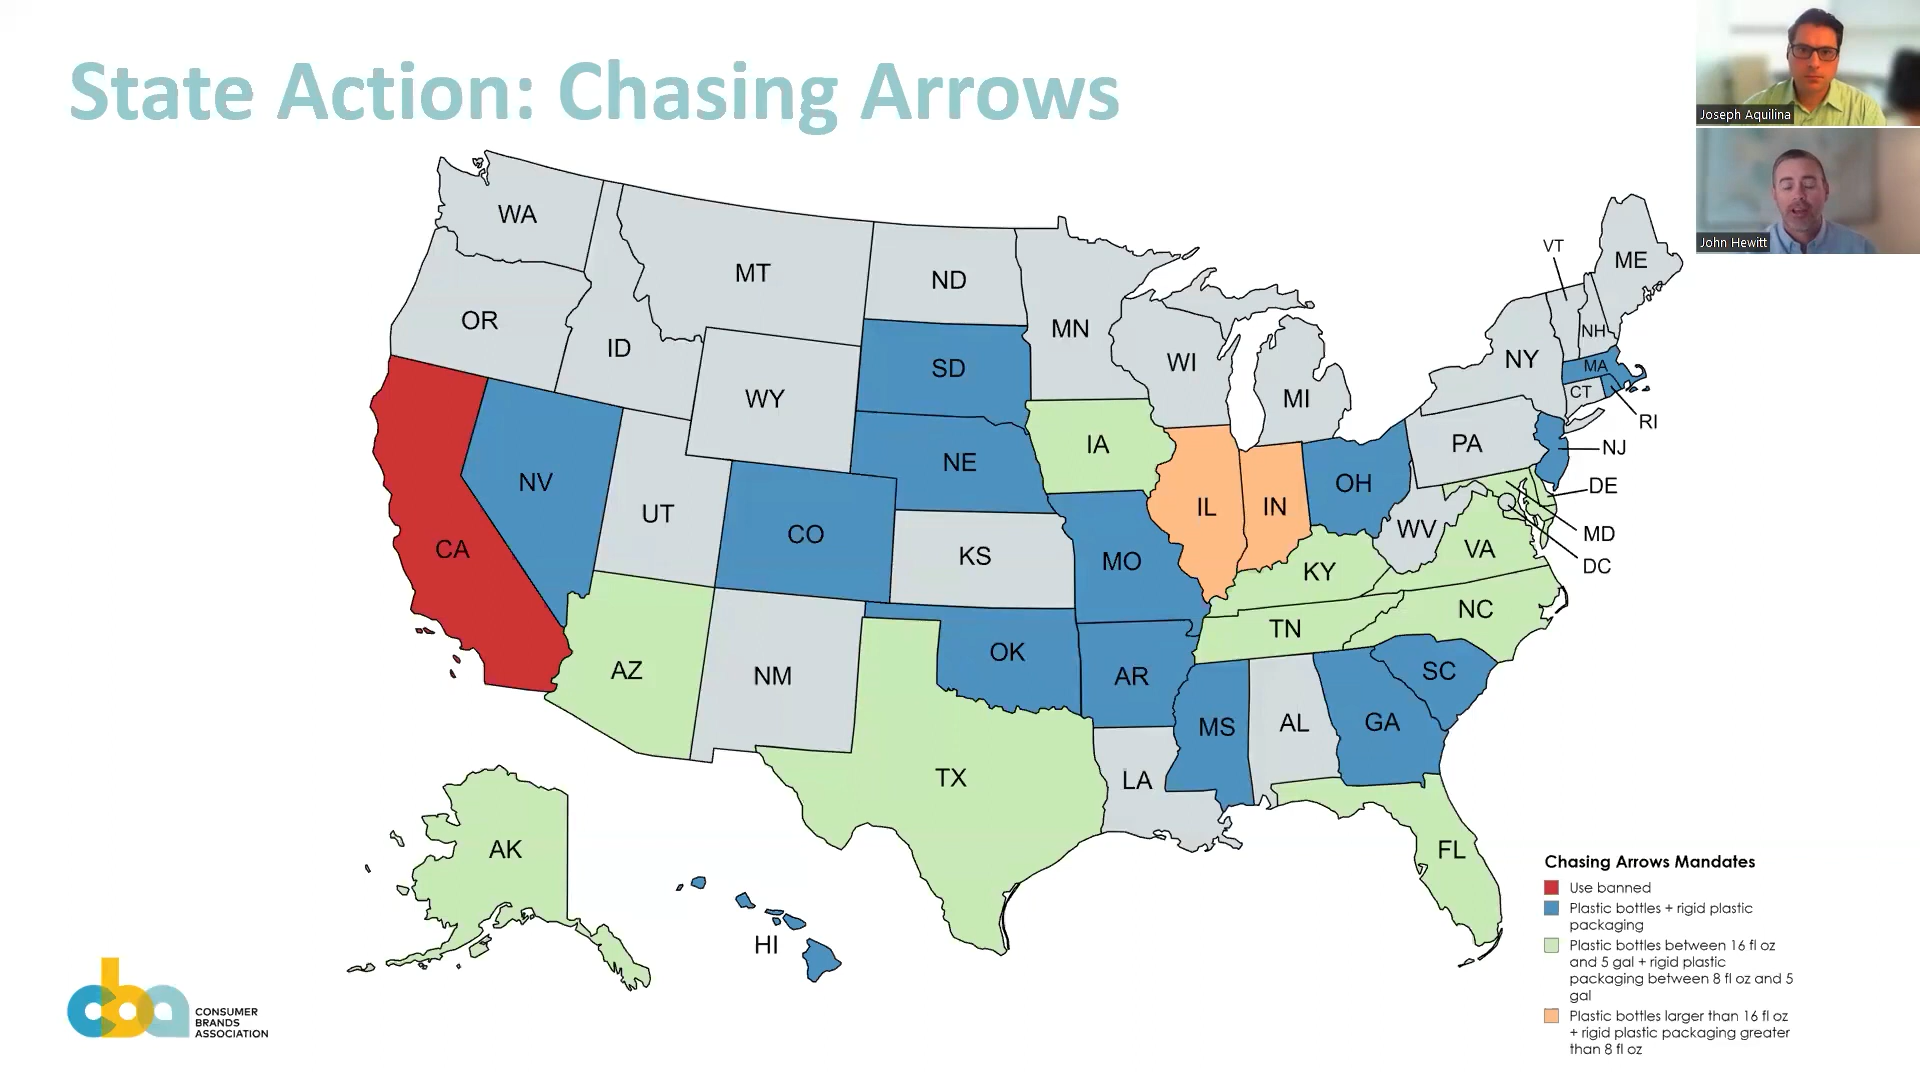 State Action: Chasing Arrows
Joseph Aquilina
John Hewitt
WA
OR
ID
MT
WY
ND
SD
NE
MN
WI
MI
IA
CA
NV
UT
CO
KS
MO
IL
IN
OH
KY
TN
AZ
NM
OK
AR
TX
LA
MS
AL
GA
SC
NC
VA
WV
PA
NY
VT
NH
ME
MA
CT
RI
NJ
DE
MD
DC
FL
AK
HI
Chasing Arrows Mandates
Use banned
Plastic bottles + rigid plastic
packaging
Plastic bottles between 16 fl oz
and 5 gal + rigid plastic
packaging between 8 fl oz and 5
gal
Plastic bottles larger than 16 fl oz
+ rigid plastic packaging greater
than 8 fl oz
cba
CONSUMER
BRANDS
ASSOCIATION